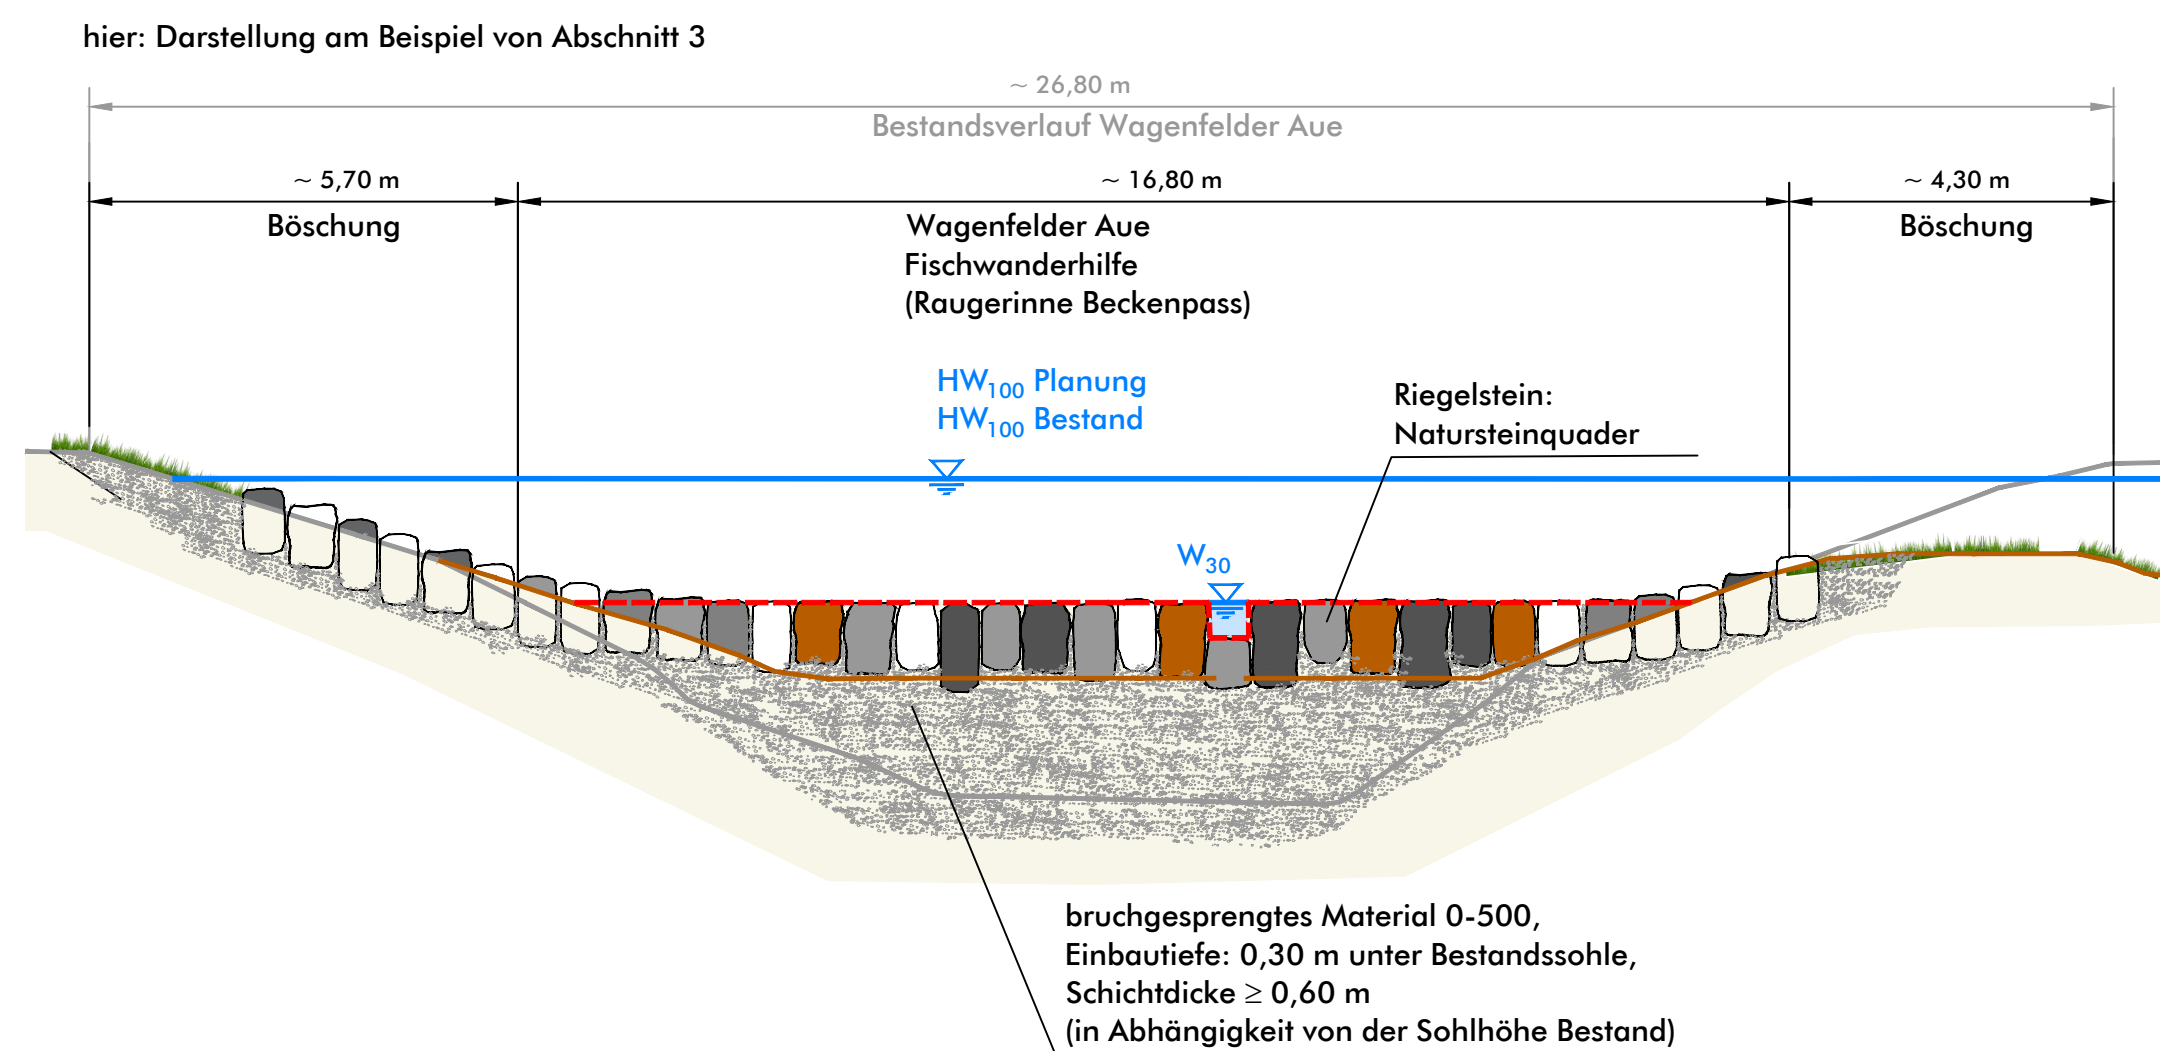 hier: Darstellung am Beispiel von Abschnitt 3
~ 26,80 m
Bestandsverlauf Wagenfelder Aue
~ 5,70 m
~ 16,80 m
~ 4,30 m
Böschung
Wagenfelder Aue
Fischwanderhilfe
(Raugerinne Beckenpass)
Böschung
HW100 Planung
HW100 Bestand
Riegelstein:
Natursteinquader
W30
bruchgesprengtes Material 0-500,
Einbautiefe: 0,30 m unter Bestandssohle,
Schichtdicke ≥ 0,60 m
(in Abhängigkeit von der Sohlhöhe Bestand)